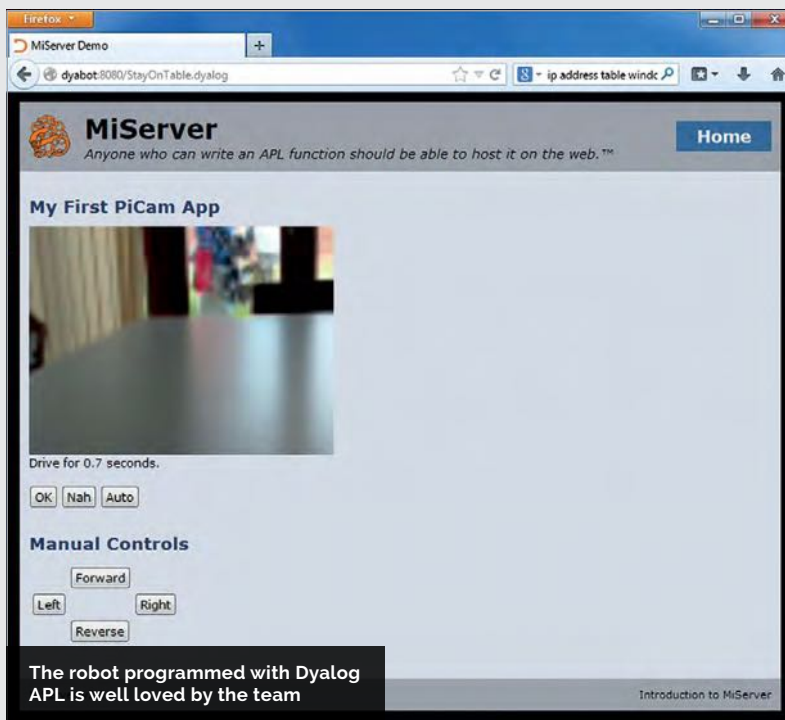 Firefox
MiServer Demo
+
dyabot:8080/StayOnTable.dyalog
ip address table windc
MiServer
Anyone who can write an APL function should be able to host it on the web.™
Home
My First PiCam App
Drive for 0.7 seconds.
OK Nah Auto
Manual Controls
Forward
Left Right
Reverse
The robot programmed with Dyalog
APL is well loved by the team
Introduction to MiServer